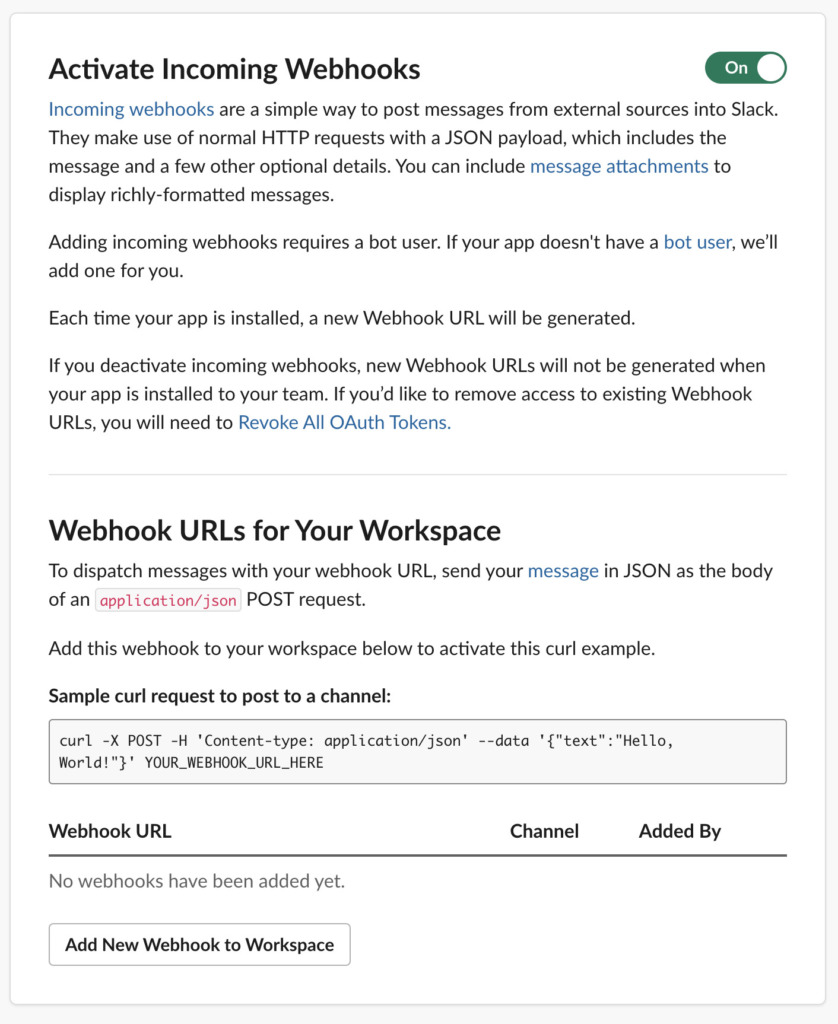 Activate Incoming Webhooks
On
Incoming webhooks are a simple way to post messages from external sources into Slack.
They make use of normal HTTP requests with a JSON payload, which includes the
message and a few other optional details. You can include message attachments to
display richly-formatted messages.
Adding incoming webhooks requires a bot user. If your app doesn't have a bot user, we’ll
add one for you.
Each time your app is installed, a new Webhook URL will be generated.
If you deactivate incoming webhooks, new Webhook URLs will not be generated when
your app is installed to your team. If you’d like to remove access to existing Webhook
URLs, you will need to Revoke All OAuth Tokens.
Webhook URLs for Your Workspace
To dispatch messages with your webhook URL, send your message in JSON as the body
of an application/json POST request.
Add this webhook to your workspace below to activate this curl example.
Sample curl request to post to a channel:
curl -X POST -H 'Content-type: application/json' --data '{"text":"Hello,
World!"}' YOUR_WEBHOOK_URL_HERE
Webhook URL Channel Added By
No webhooks have been added yet.
Add New Webhook to Workspace